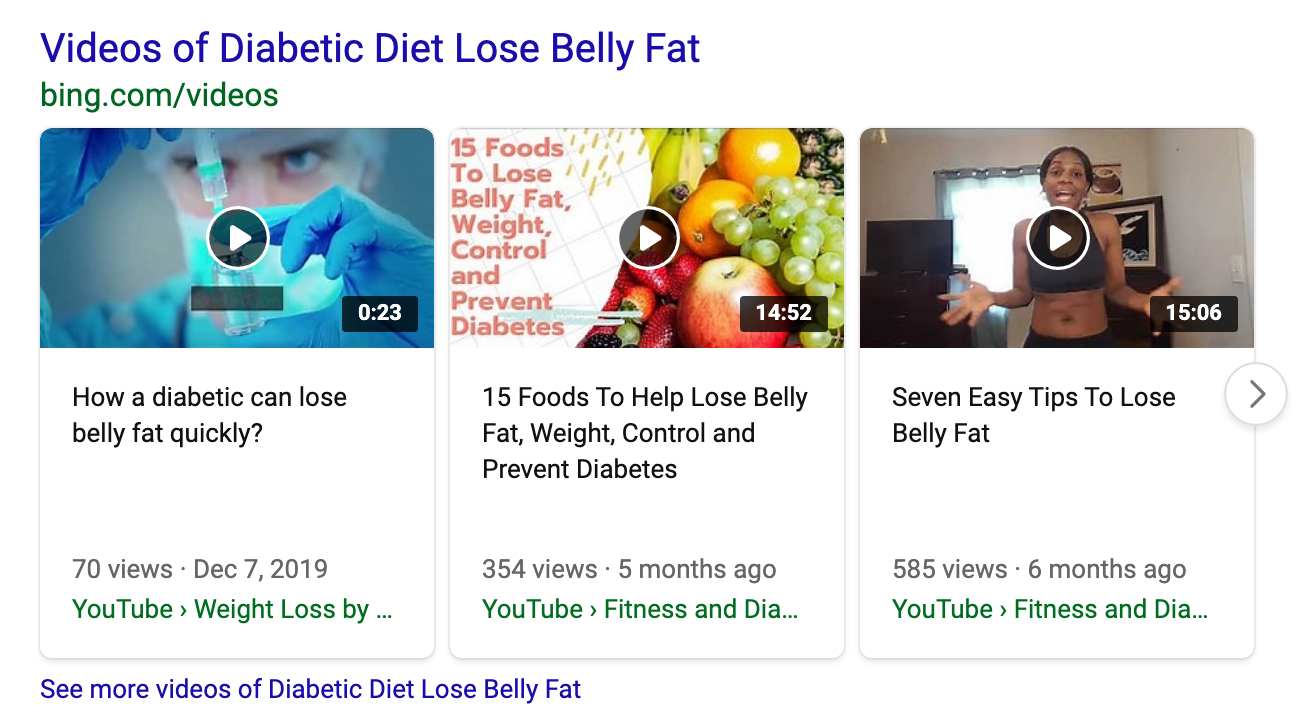 Videos of Diabetic Diet Lose Belly Fat
bing.com/videos
0:23
How a diabetic can lose
belly fat quickly?
70 views · Dec 7, 2019
YouTube › Weight Loss by ...
15 Foods
To Lose
Belly Fat,
Weight,
Control
and
Prevent
Diabetes
14:52
15 Foods To Help Lose Belly
Fat, Weight, Control and
Prevent Diabetes
354 views · 5 months ago
YouTube › Fitness and Dia...
15:06
Seven Easy Tips To Lose
Belly Fat
585 views · 6 months ago
YouTube › Fitness and Dia...
See more videos of Diabetic Diet Lose Belly Fat